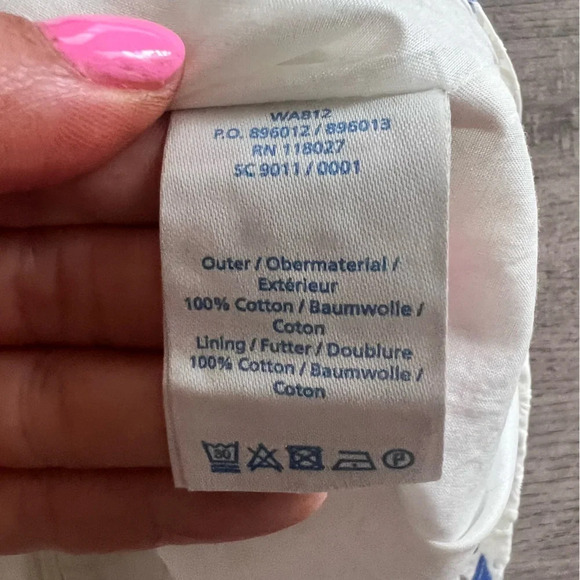 WA812
P.O. 896012 / 896013
RN 118027
SC 9011 / 0001
Outer / Obermaterial /
Extérieur
100% Cotton / Baumwolle /
Coton
Lining / Futter / Doublure
100% Cotton / Baumwolle /
Coton
P